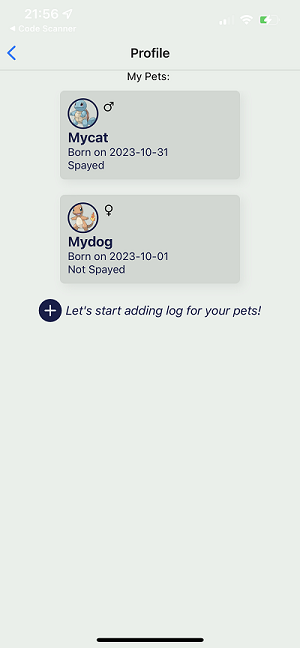 21:56
Code Scanner
Profile
My Pets:
Mycat
Born on 2023-10-31
Spayed
Mydog
Born on 2023-10-01
Not Spayed
Let's start adding log for your pets!